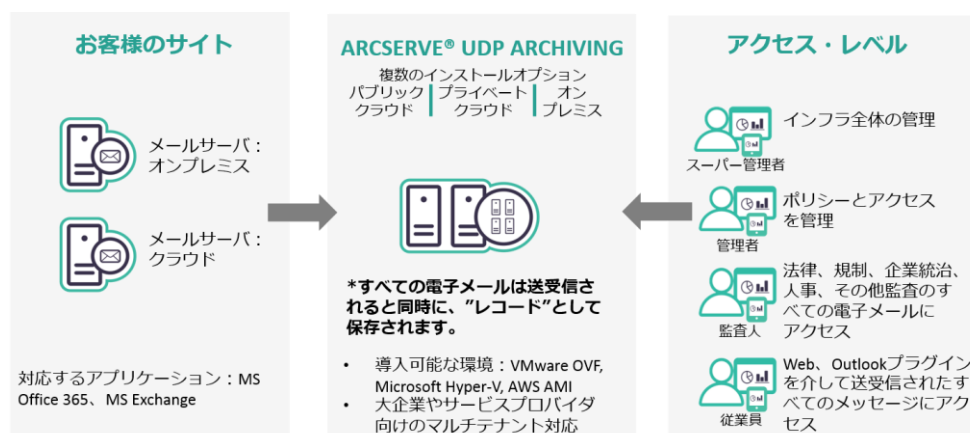 お客様のサイト
メールサーバ：
オンプレミス
メールサーバ：
クラウド
対応するアプリケーション：MS
Office 365、MS Exchange
ARCSERVE® UDP ARCHIVING
複数のインストールオプション
パブリック
クラウド
プライベート
クラウド
オン
プレミス
*すべての電子メールは送受信さ
れると同時に、”レコード”として
保存されます。
• 導入可能な環境：VMware OVF,
Microsoft Hyper-V, AWS AMI
• 大企業やサービスプロバイダ
向けのマルチテナント対応
アクセス・レベル
スーパー管理者
インフラ全体の管理
管理者
ポリシーとアクセス
を管理
監査人
法律、規制、企業統治、
人事、その他監査のす
べての電子メールに
アクセス
従業員
Web、Outlookプラグイン
を介して送受信されたす
べてのメッセージにアク
セス